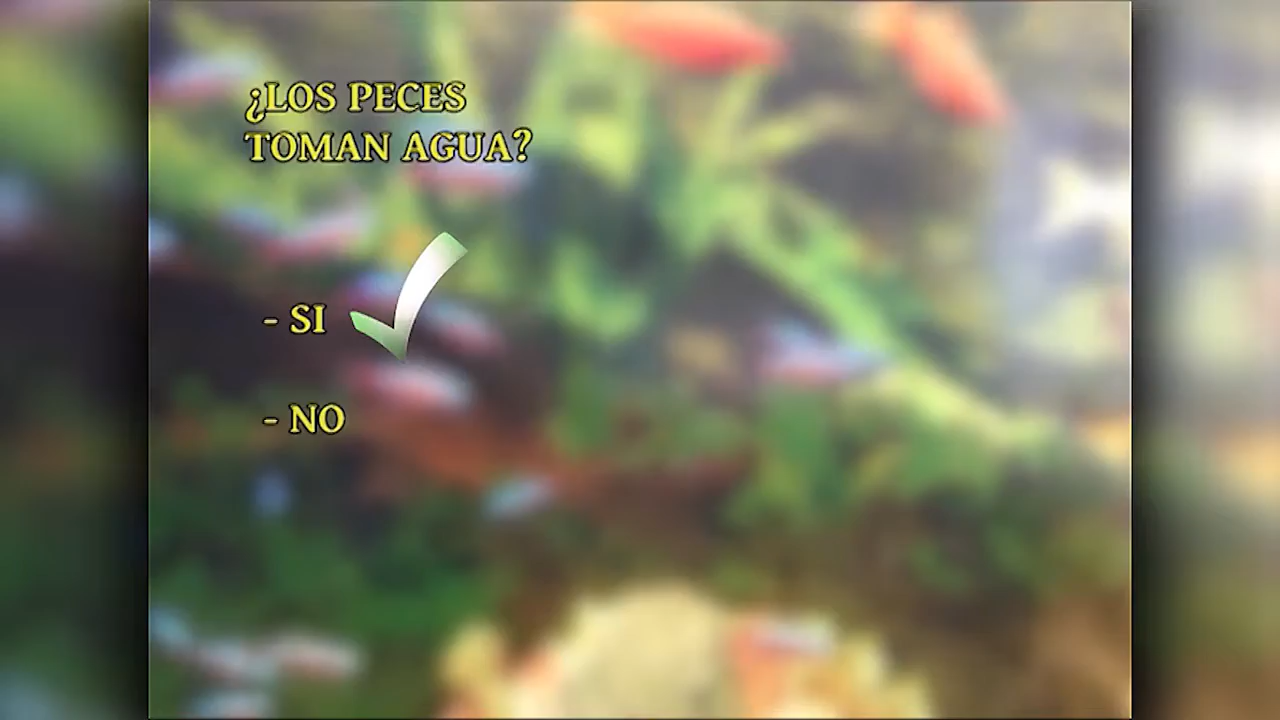 ¿LOS PECES
TOMAN AGUA?
- SI
- NO